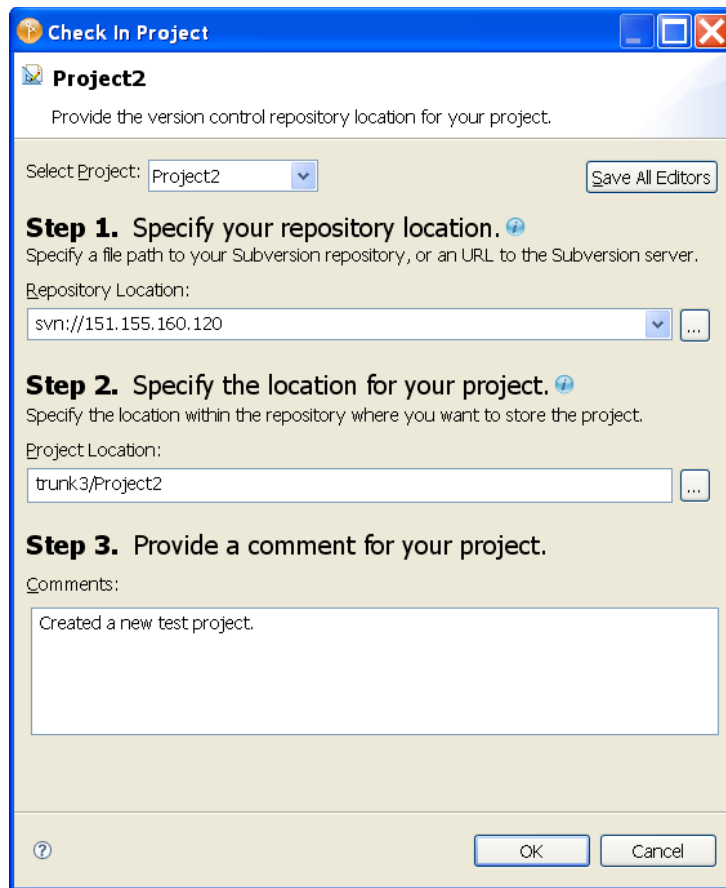 Check In Project
Project2
Provide the version control repository location for your project.
Select Project: Project2
Save All Editors
Step 1. Specify your repository location.
Specify a file path to your Subversion repository, or an URL to the Subversion server.
Repository Location:
svn://151.155.160.120
...
Step 2. Specify the location for your project.
Specify the location within the repository where you want to store the project.
Project Location:
trunk3/Project2
...
Step 3. Provide a comment for your project.
Comments:
Created a new test project.
OK
Cancel